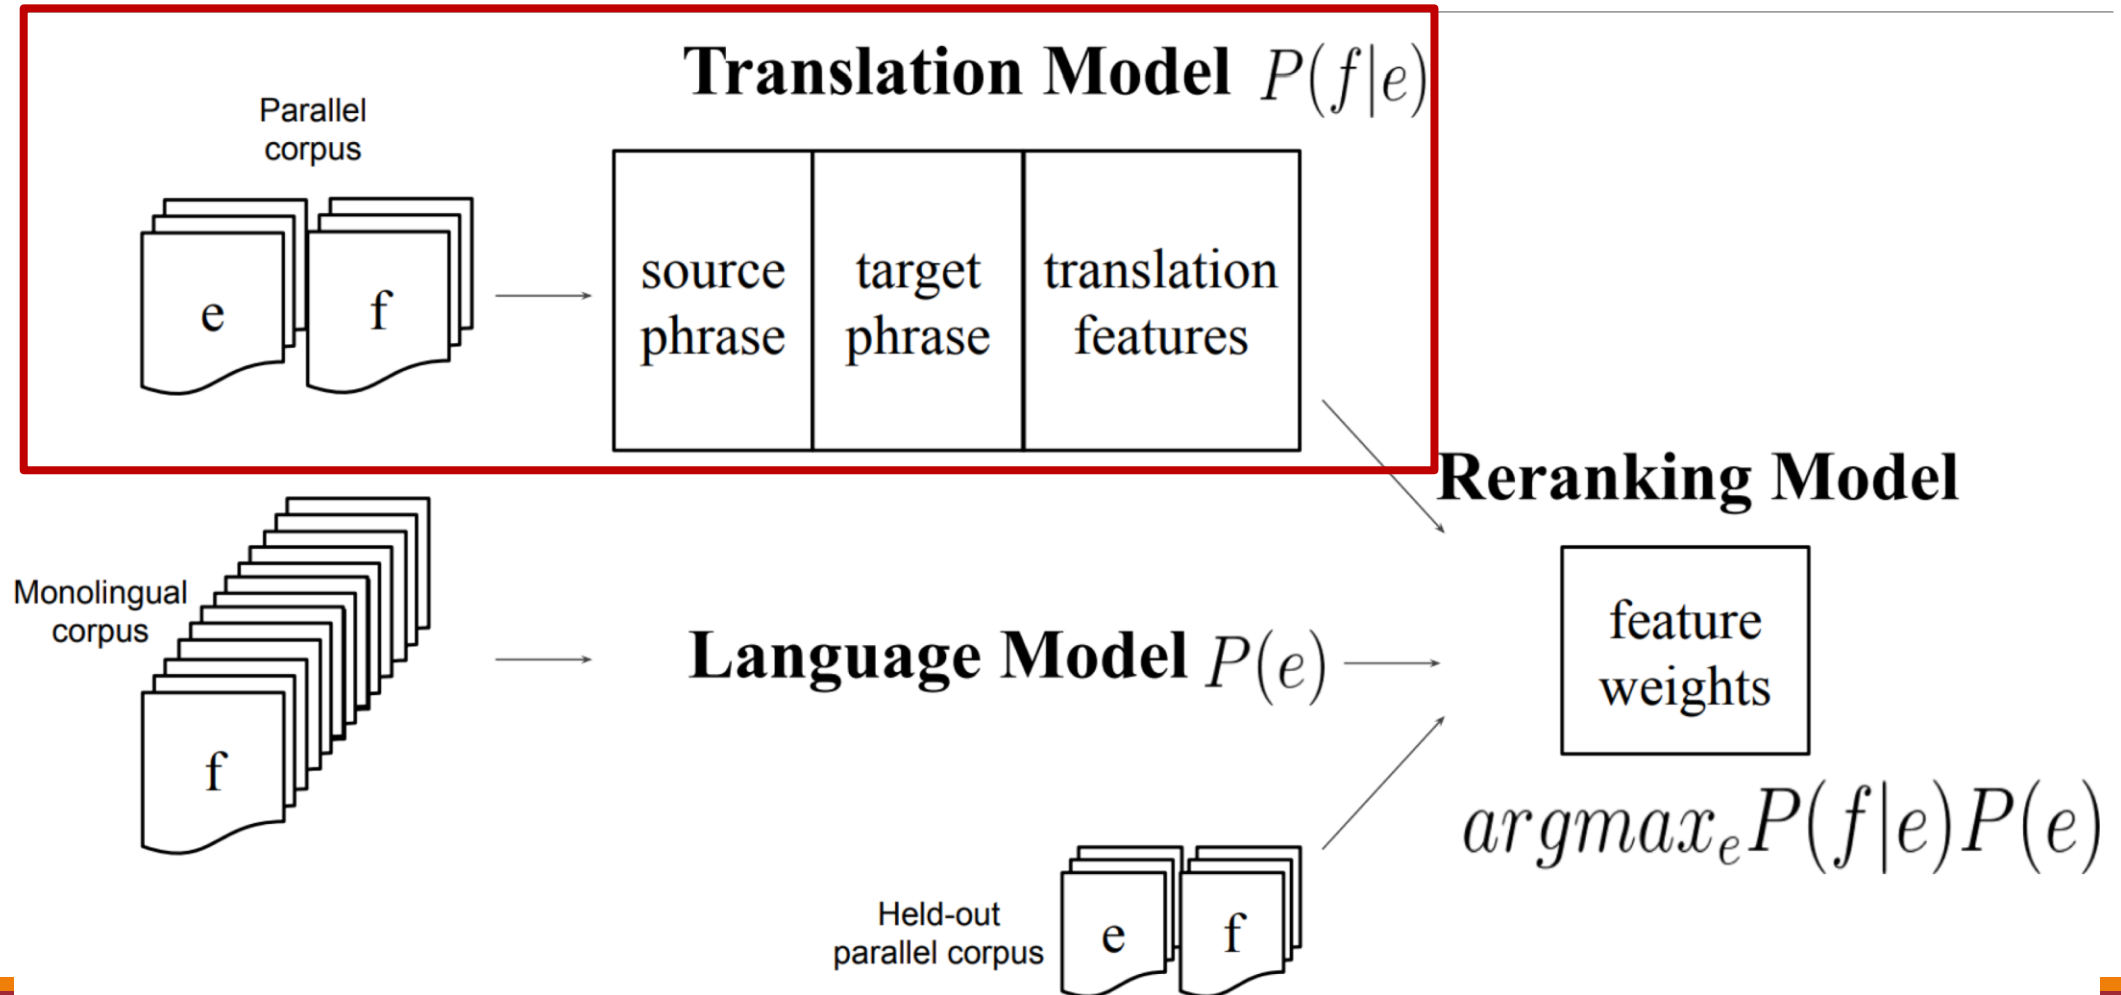 Translation Model P(f|e)
Parallel
corpus
e
f
source
phrase
target
phrase
translation
features
Reranking Model
Monolingual
corpus
f
Language Model P(e)
feature
weights
argmax_e P(f|e)P(e)
Held-out
parallel corpus
e
f